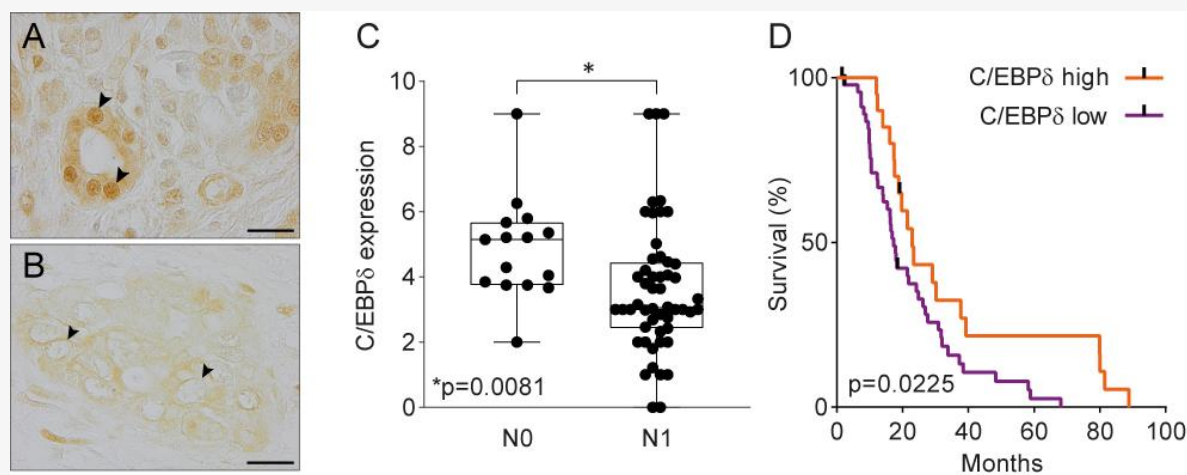 A
B
C
C/EBPδ expression
10
8
6
4
2
0
*
*p=0.0081
N0
N1
D
C/EBPδ high
C/EBPδ low
Survival (%)
100
50
0
p=0.0225
0 20 40 60 80 100
Months